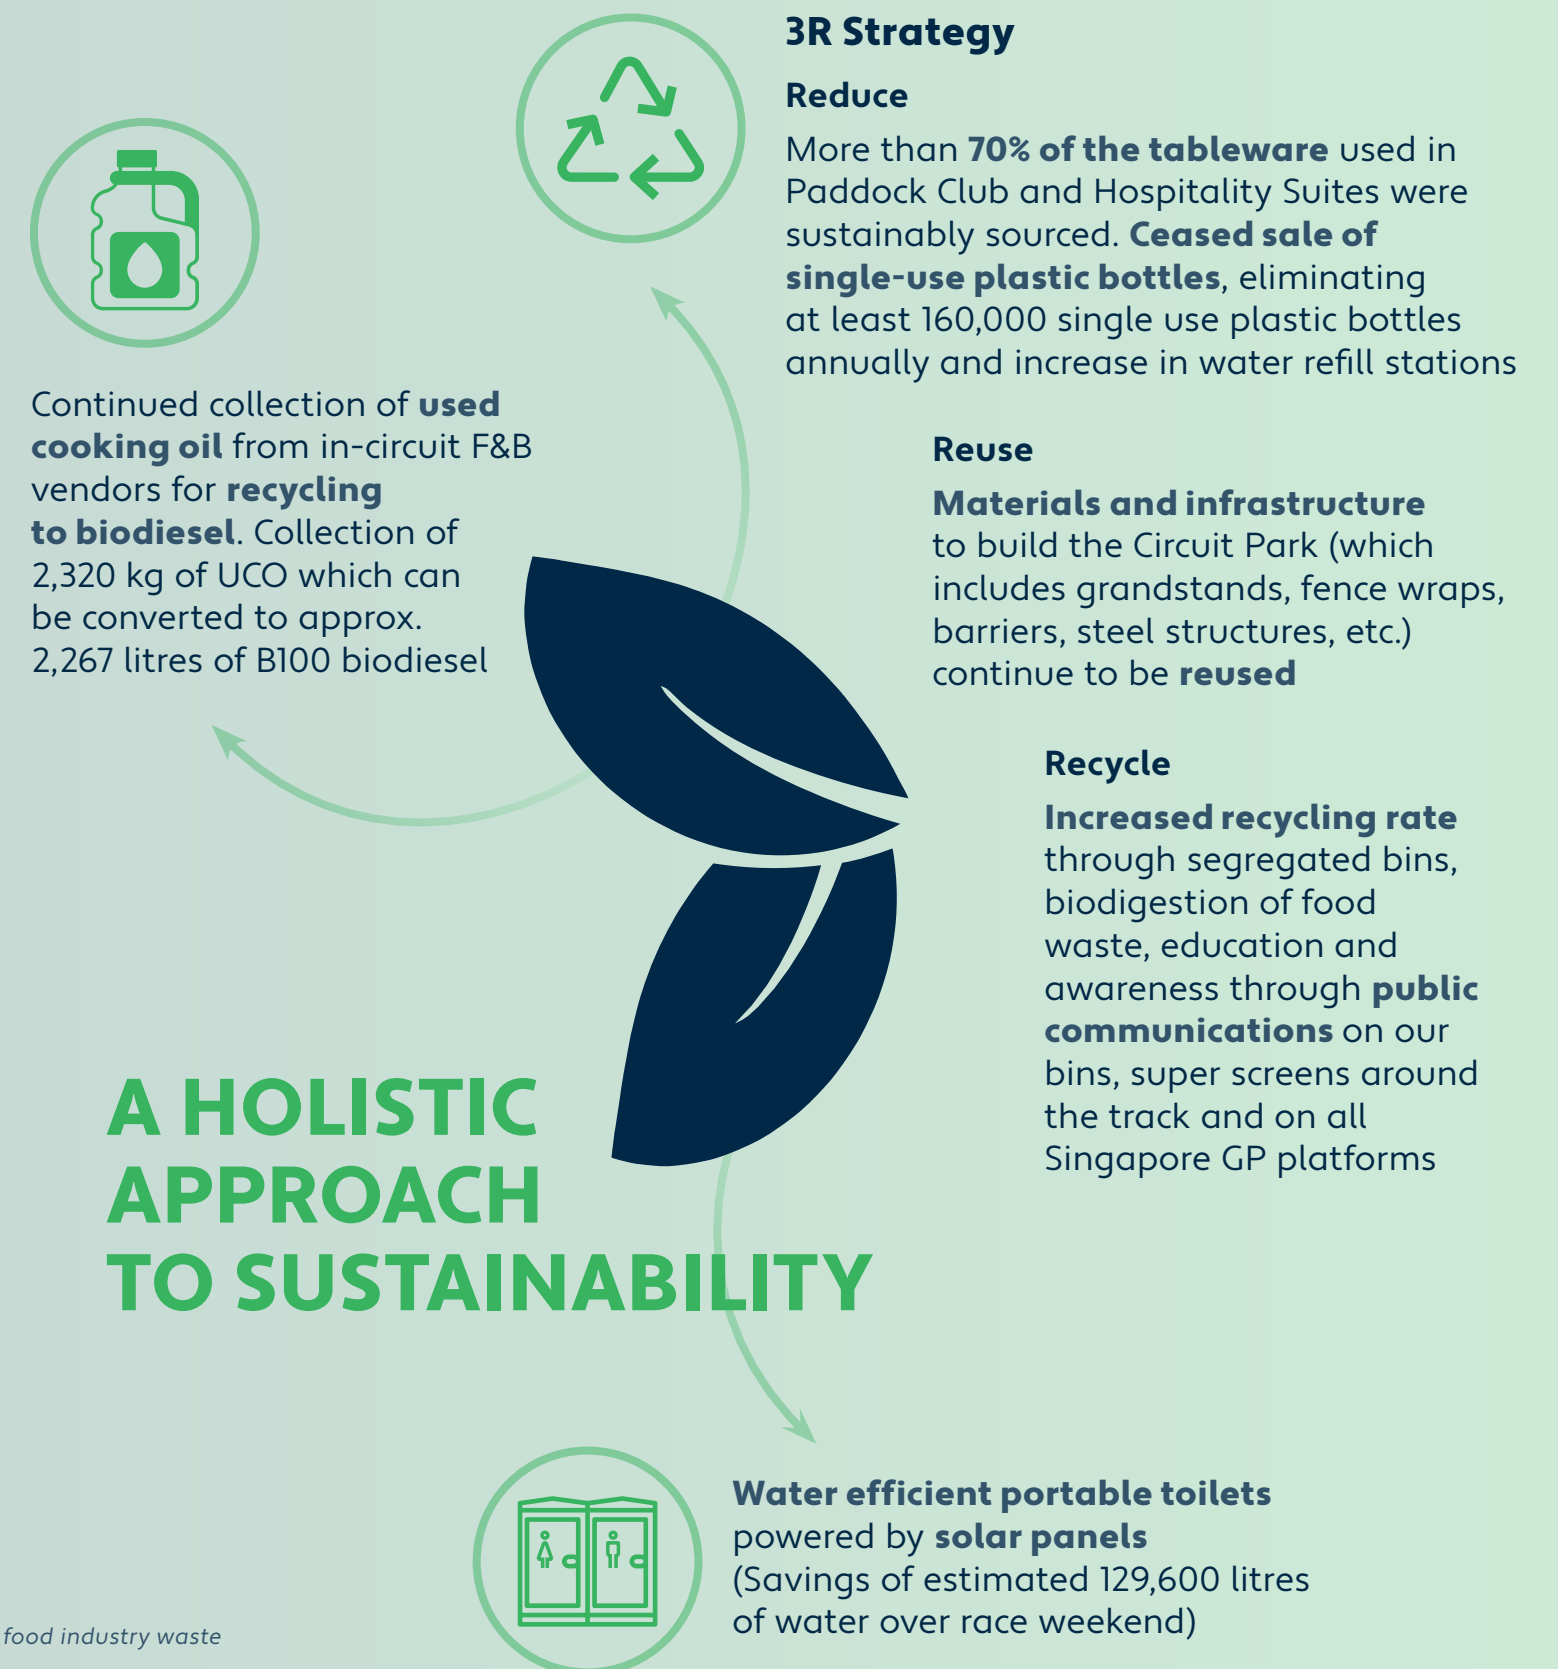 3R Strategy
Reduce
More than 70% of the tableware used in
Paddock Club and Hospitality Suites were
sustainably sourced. Ceased sale of
single-use plastic bottles, eliminating
at least 160,000 single use plastic bottles
annually and increase in water refill stations
Continued collection of used
cooking oil from in-circuit F&B
vendors for recycling
to biodiesel. Collection of
2,320 kg of UCO which can
be converted to approx.
2,267 litres of B100 biodiesel
Reuse
Materials and infrastructure
to build the Circuit Park (which
includes grandstands, fence wraps,
barriers, steel structures, etc.)
continue to be reused
Recycle
Increased recycling rate
through segregated bins,
biodigestion of food
waste, education and
awareness through public
communications on our
bins, super screens around
the track and on all
Singapore GP platforms
A HOLISTIC
APPROACH
TO SUSTAINABILITY
Water efficient portable toilets
powered by solar panels
(Savings of estimated 129,600 litres
of water over race weekend)
food industry waste